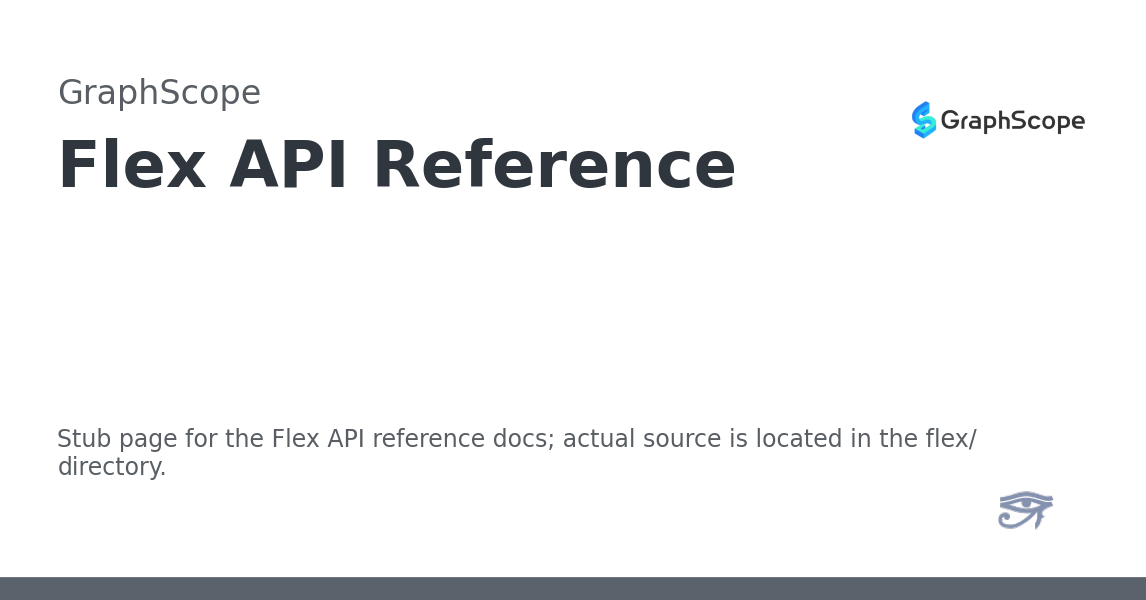 GraphScope
GraphScope
Flex API Reference
Stub page for the Flex API reference docs; actual source is located in the flex/
directory.